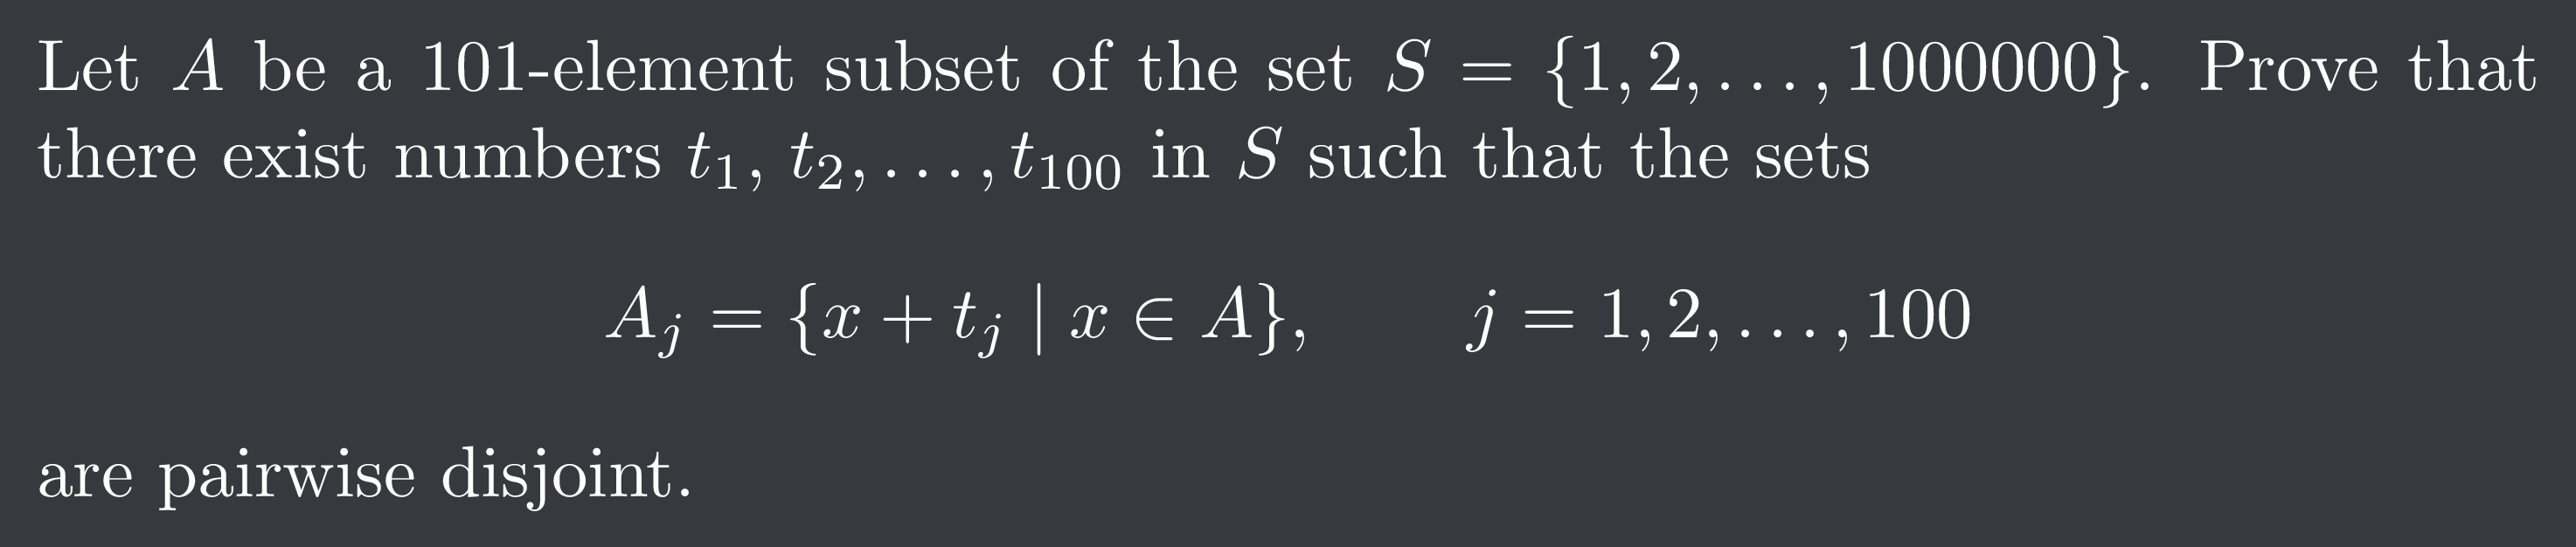 Let A be a 101-element subset of the set S = {1, 2, . . . , 1000000}. Prove that
there exist numbers t₁, t₂, . . . , t₁₀₀ in S such that the sets
Aⱼ = {x + tⱼ | x ∈ A}, j = 1, 2, . . . , 100
are pairwise disjoint.